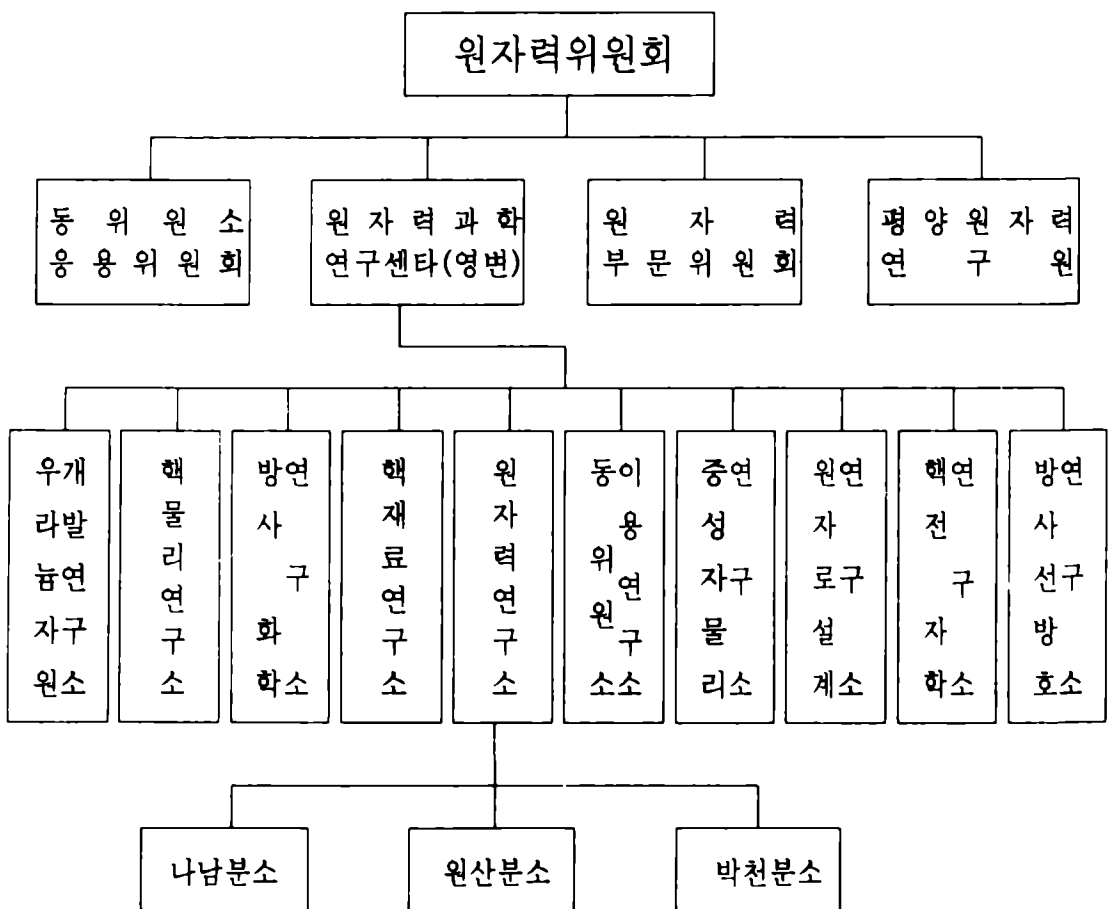 원자력위원회
동위원소
응용위원회
원자력과학
연구센타(영변)
원자력
부문위원회
평양원자력
연구원
우라늄자원
개발연구소
핵물리연구소
방사화학
연구소
핵재료연구소
원자력연구소
동위원소
이용연구소
중성자물리
연구소
원자로설계
연구소
핵전자학
연구소
방사선방호
연구소
나남분소
원산분소
박천분소